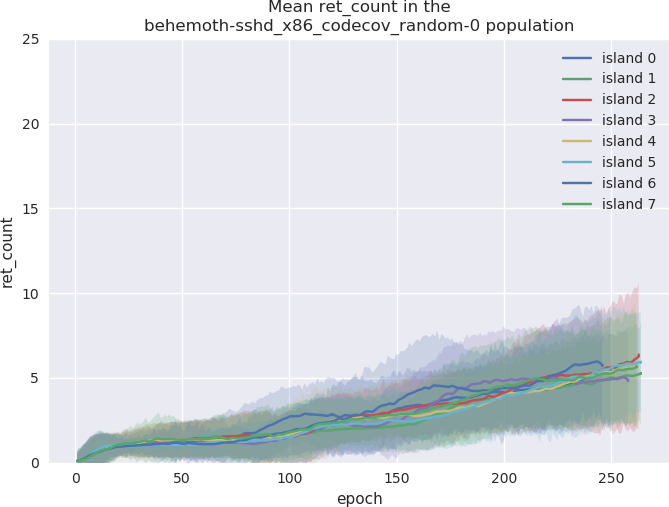 Mean ret_count in the
behemoth-sshd_x86_codecov_random-0 population
25
20
15
10
5
0
ret_count
0
50
100
150
200
250
epoch
island 0
island 1
island 2
island 3
island 4
island 5
island 6
island 7